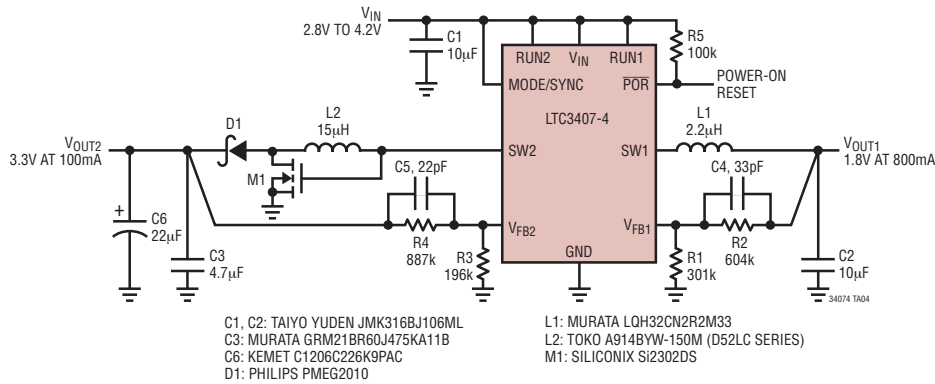 VIN
2.8V TO 4.2V
C1
10µF
R5
100k
RUN2
VIN
RUN1
MODE/SYNC
POR
POWER-ON
RESET
LTC3407-4
D1
L2
15µH
L1
2.2µH
VOUT2
3.3V AT 100mA
SW2
SW1
VOUT1
1.8V AT 800mA
M1
C5, 22pF
C4, 33pF
+
C6
22µF
C3
4.7µF
R4
887k
R3
196k
VFB2
VFB1
GND
R1
301k
R2
604k
C2
10µF
34074 TA04
C1, C2: TAIYO YUDEN JMK316BJ106ML
C3: MURATA GRM21BR60J475KA11B
C6: KEMET C1206C226K9PAC
D1: PHILIPS PMEG2010
L1: MURATA LQH32CN2R2M33
L2: TOKO A914BYW-150M (D52LC SERIES)
M1: SILICONIX Si2302DS